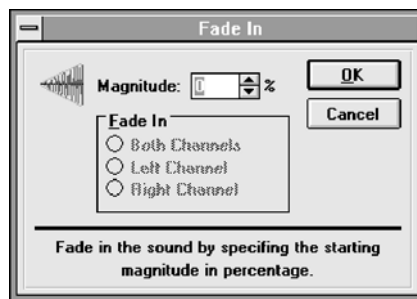 Fade In
Magnitude: 0 %
OK
Cancel
Fade In
Both Channels
Left Channel
Right Channel
Fade in the sound by specifing the starting
magnitude in percentage.